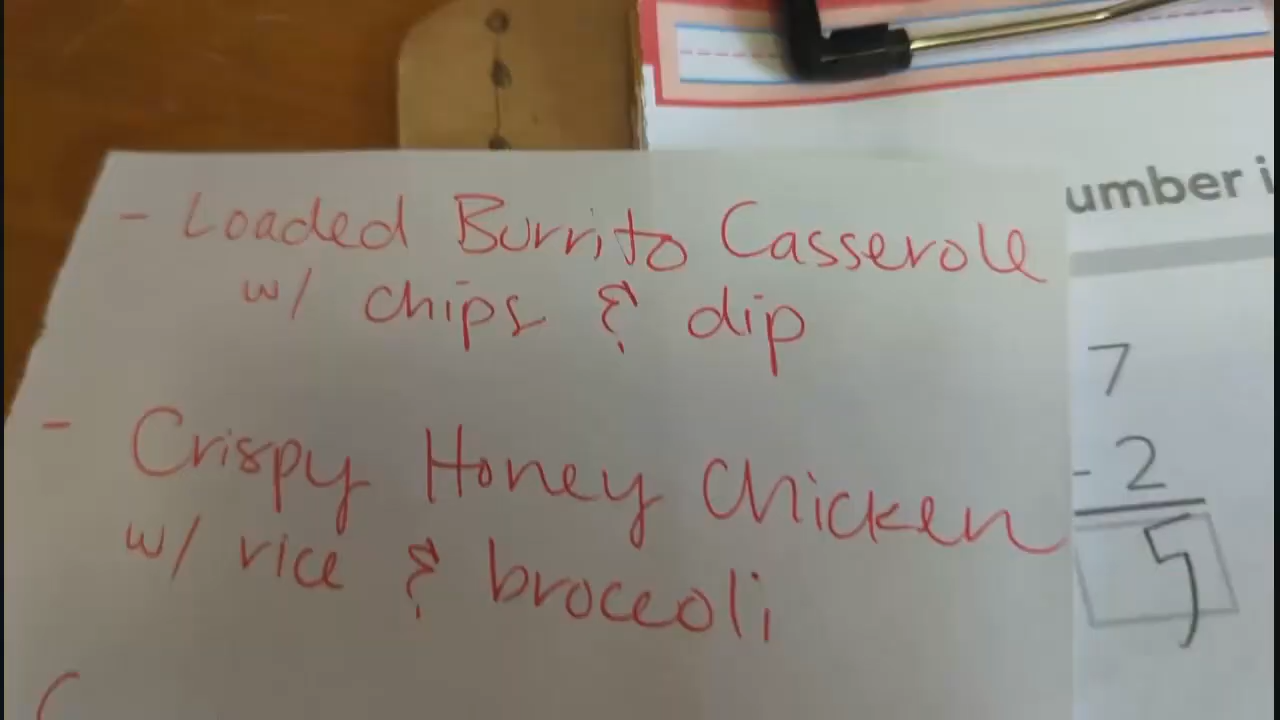 - Loaded Burrito Casserole
w/ chips & dip
- Crispy Honey Chicken
w/ rice & broccoli
umber i
7
- 2
5